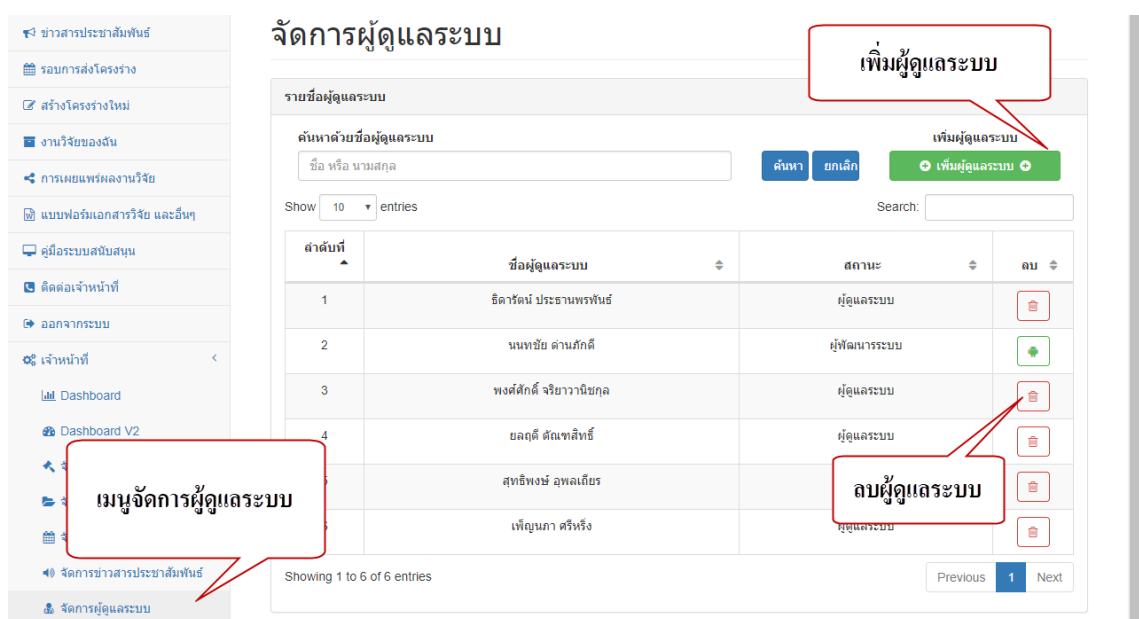 ข่าวสารประชาสัมพันธ์
รอบการส่งโครงร่าง
สร้างโครงร่างใหม่
งานวิจัยของฉัน
การเผยแพร่ผลงานวิจัย
แบบฟอร์มเอกสารวิจัย และอื่นๆ
คู่มือระบบสนับสนุน
ติดต่อเจ้าหน้าที่
ออกจากระบบ
เจ้าหน้าที่
Dashboard
Dashboard V2
จัดการข่าวสารประชาสัมพันธ์
จัดการผู้ดูแลระบบ
เมนูจัดการผู้ดูแลระบบ
จัดการผู้ดูแลระบบ
เพิ่มผู้ดูแลระบบ
รายชื่อผู้ดูแลระบบ
ค้นหาด้วยชื่อผู้ดูแลระบบ เพิ่มผู้ดูแลระบบ
ชื่อ หรือ นามสกุล ค้นหา ยกเลิก เพิ่มผู้ดูแลระบบ
Show 10 entries Search:
ลำดับที่ ชื่อผู้ดูแลระบบ สถานะ ลบ
1 ธิดารัตน์ ประธานพรพันธ์ ผู้ดูแลระบบ
2 นนทชัย ด่านภักดี ผู้พัฒนาระบบ
3 พงศ์ศักดิ์ จริยาวานิชกุล ผู้ดูแลระบบ
4 ยลฤดี ตัณฑสิทธิ์ ผู้ดูแลระบบ
สุทธิพงษ์ อุพลเถียร
เพ็ญนภา ศรีหริ่ง ผู้ดูแลระบบ
ลบผู้ดูแลระบบ
Showing 1 to 6 of 6 entries Previous 1 Next